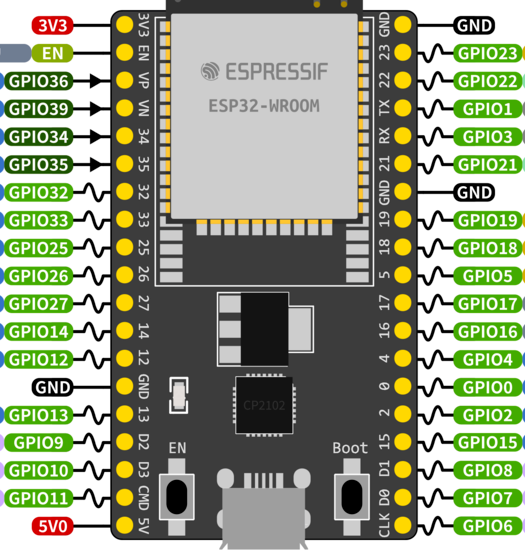 3V3 3V3 GND GND
EN EN 23 GPIO23
GPIO36 VP 22 GPIO22
GPIO39 VN TX GPIO1
GPIO34 34 RX GPIO3
GPIO35 35 21 GPIO21
GPIO32 32 GND GND
GPIO33 33 19 GPIO19
GPIO25 25 18 GPIO18
GPIO26 26 5 GPIO5
GPIO27 27 17 GPIO17
GPIO14 14 16 GPIO16
GPIO12 12 4 GPIO4
GND GND 0 GPIO0
GPIO13 13 2 GPIO2
GPIO9 D2 15 GPIO15
GPIO10 D3 D1 GPIO8
GPIO11 CMD D0 GPIO7
5V0 5V CLK GPIO6
ESPRESSIF
ESP32-WROOM
CP2102
EN Boot